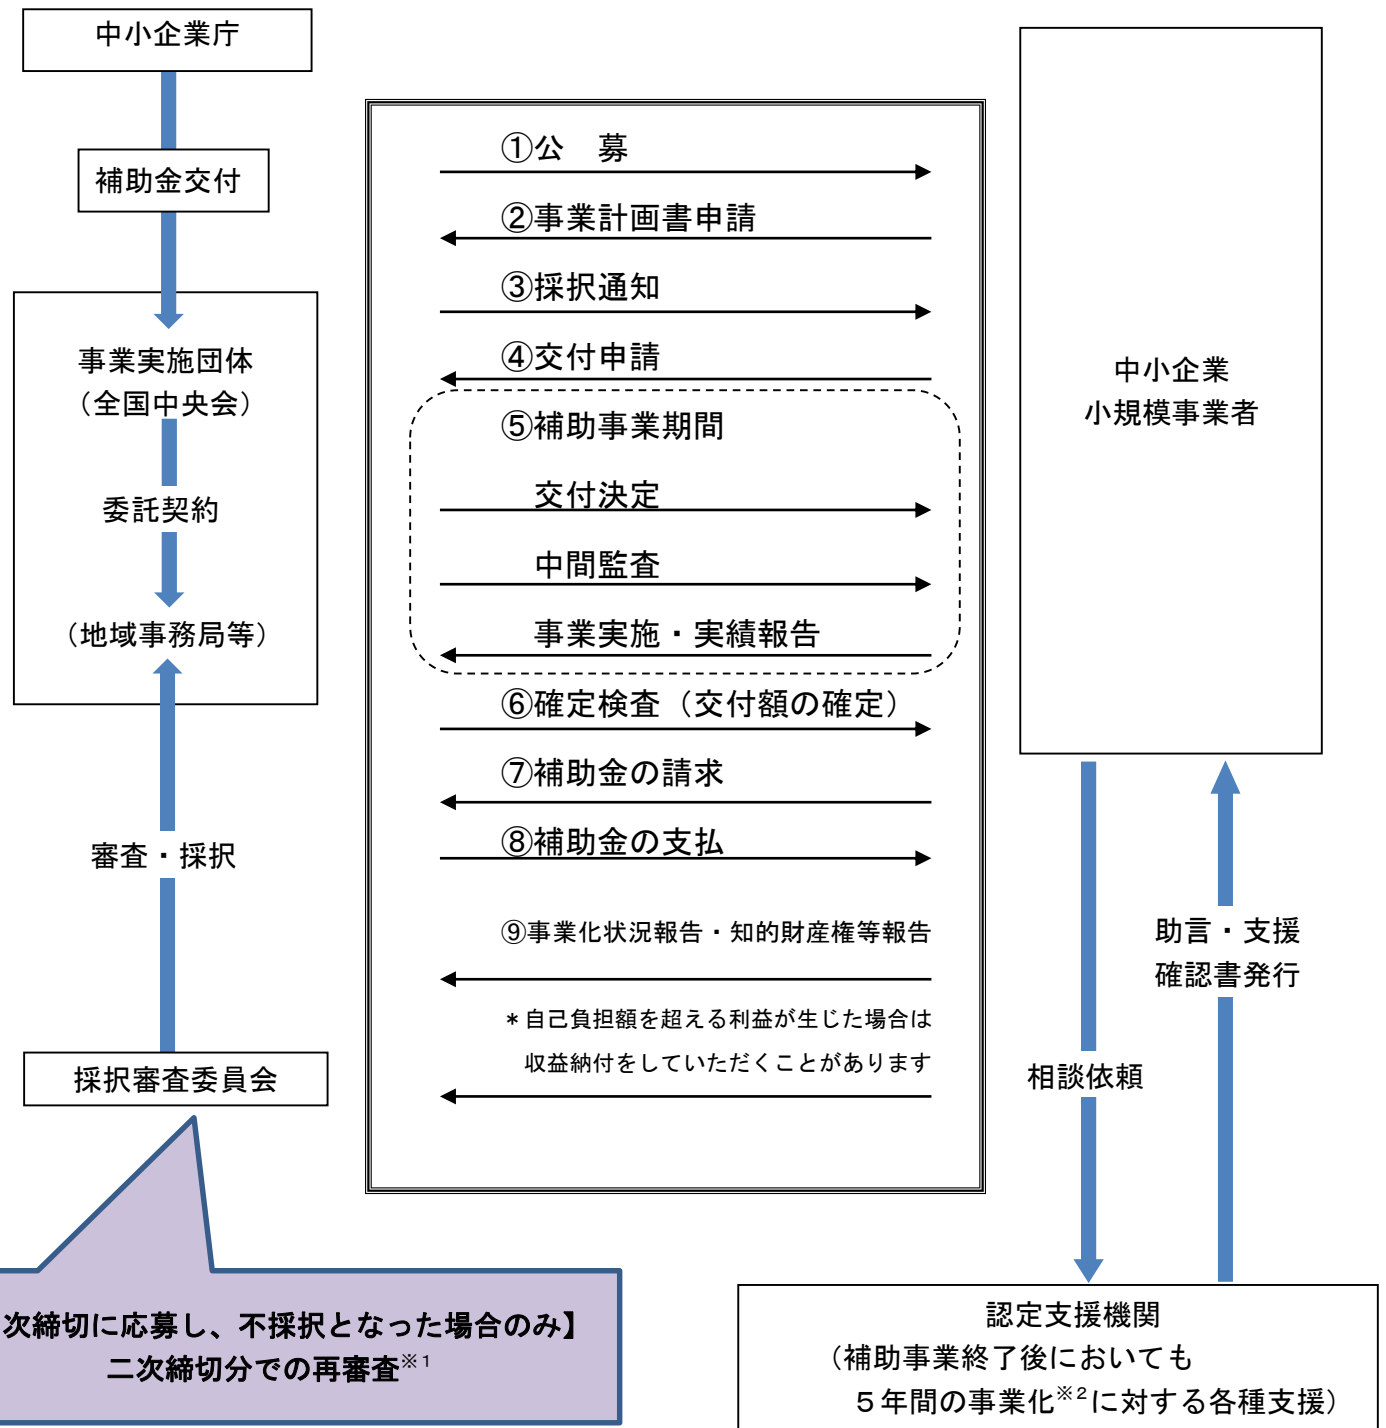 中小企業庁
補助金交付
事業実施団体
（全国中央会）
委託契約
（地域事務局等）
審査・採択
採択審査委員会
次締切に応募し、不採択となった場合のみ】
二次締切分での再審査※1
①公　募
②事業計画書申請
③採択通知
④交付申請
⑤補助事業期間
交付決定
中間監査
事業実施・実績報告
⑥確定検査（交付額の確定）
⑦補助金の請求
⑧補助金の支払
⑨事業化状況報告・知的財産権等報告
＊自己負担額を超える利益が生じた場合は
収益納付をしていただくことがあります
中小企業
小規模事業者
相談依頼
助言・支援
確認書発行
認定支援機関
（補助事業終了後においても
５年間の事業化※2に対する各種支援）